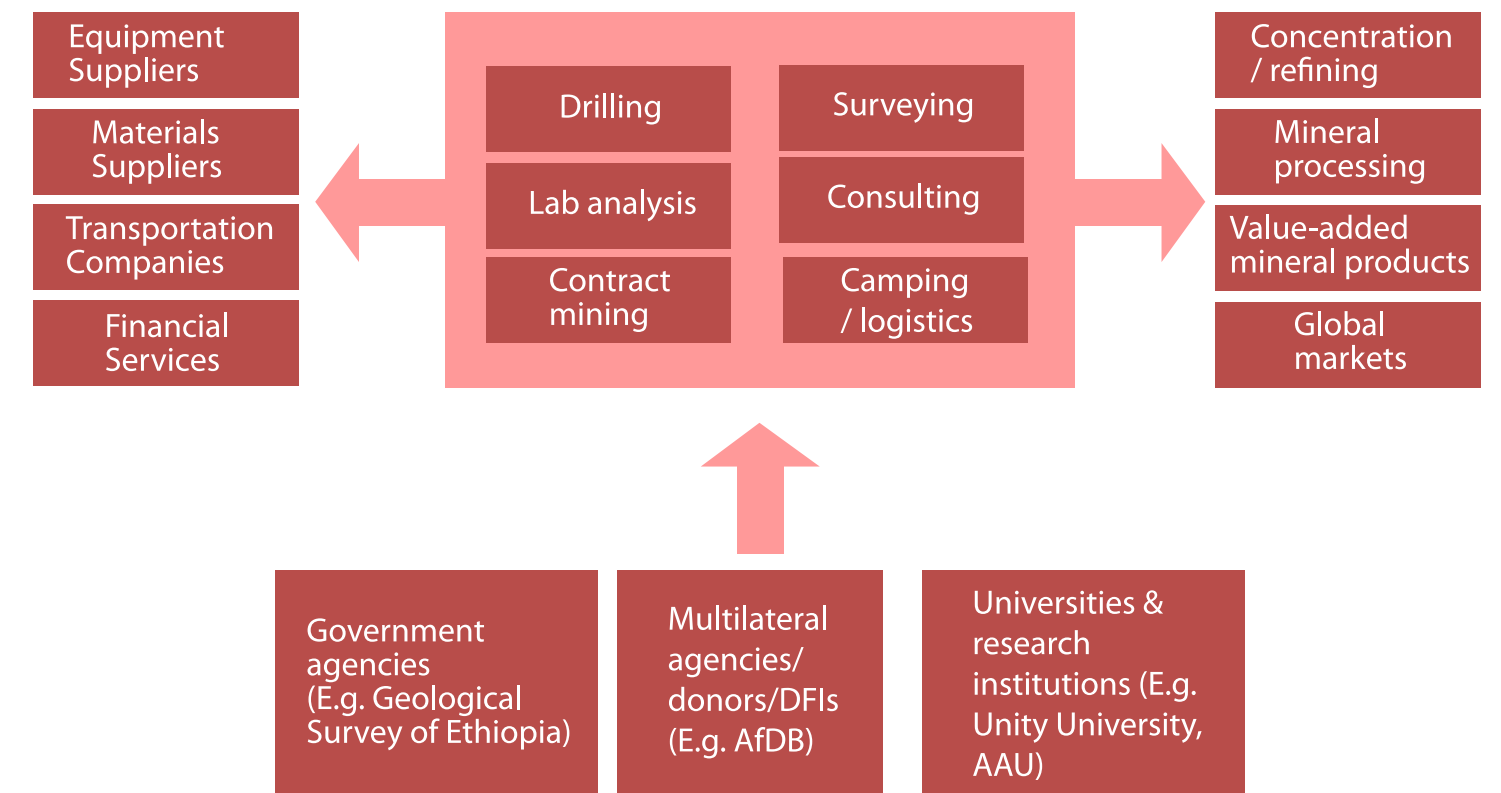 Equipment
Suppliers
Materials
Suppliers
Transportation
Companies
Financial
Services
Drilling
Surveying
Lab analysis
Consulting
Contract
mining
Camping
/ logistics
Concentration
/ refining
Mineral
processing
Value-added
mineral products
Global
markets
Government
agencies
(E.g. Geological
Survey of Ethiopia)
Multilateral
agencies/
donors/DFIs
(E.g. AfDB)
Universities &
research
institutions (E.g.
Unity University,
AAU)